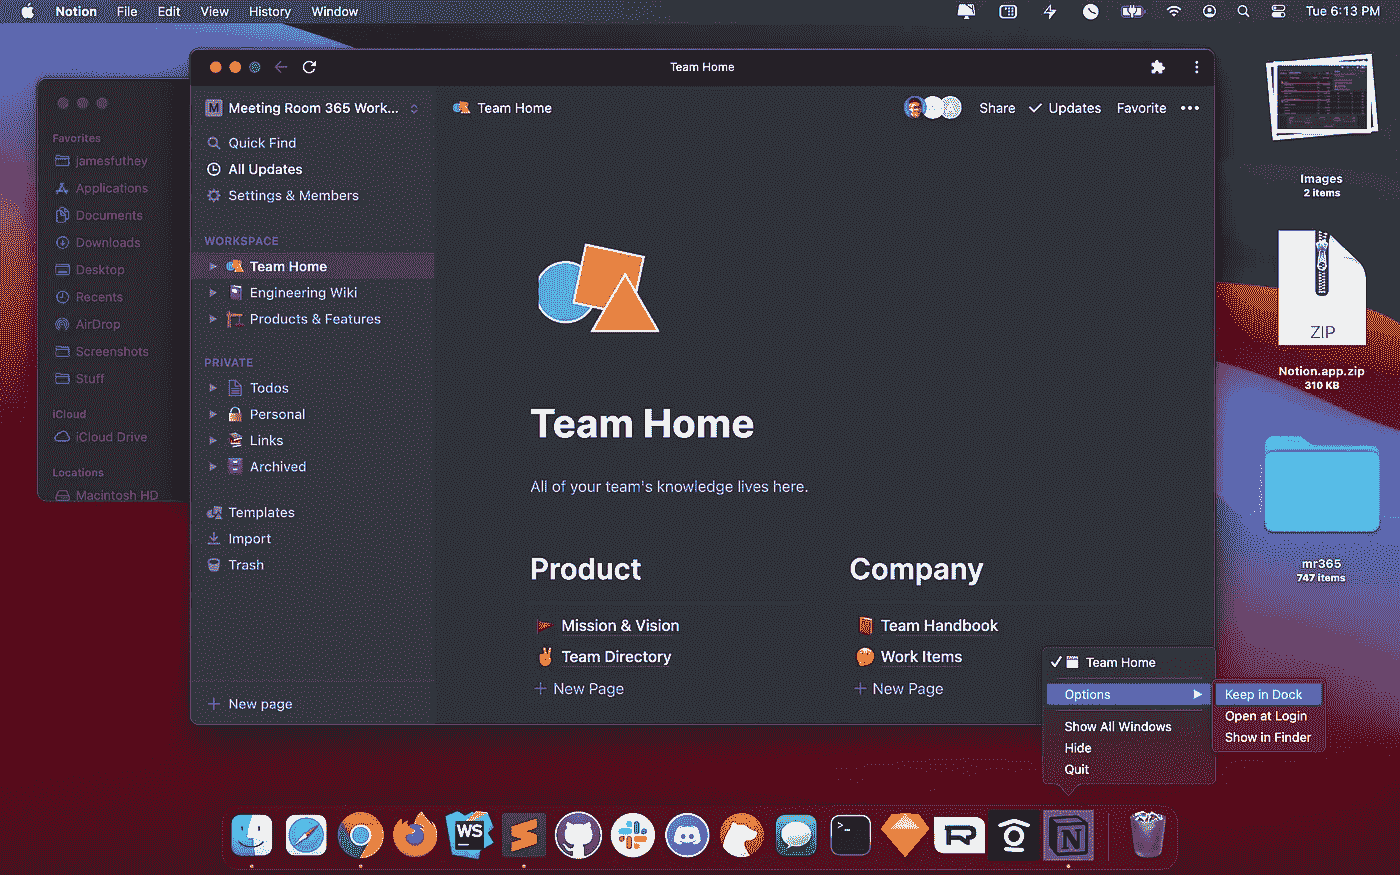 Notion File Edit View History Window
Tue 6:13 PM
Team Home
Favorites
jamesfuthey
Applications
Documents
Downloads
Desktop
Recents
AirDrop
Screenshots
Stuff
iCloud
iCloud Drive
Locations
Macintosh HD
M Meeting Room 365 Work...
Quick Find
All Updates
Settings & Members
WORKSPACE
Team Home
Engineering Wiki
Products & Features
PRIVATE
Todos
Personal
Links
Archived
Templates
Import
Trash
+ New page
Team Home
Share ✓ Updates Favorite •••
Team Home
All of your team's knowledge lives here.
Product
Mission & Vision
Team Directory
+ New Page
Company
Team Handbook
Work Items
+ New Page
✓ Team Home
Options
Show All Windows
Hide
Quit
Keep in Dock
Open at Login
Show in Finder
Images
2 items
ZIP
Notion.app.zip
310 KB
mr365
747 items
WS
>_
N